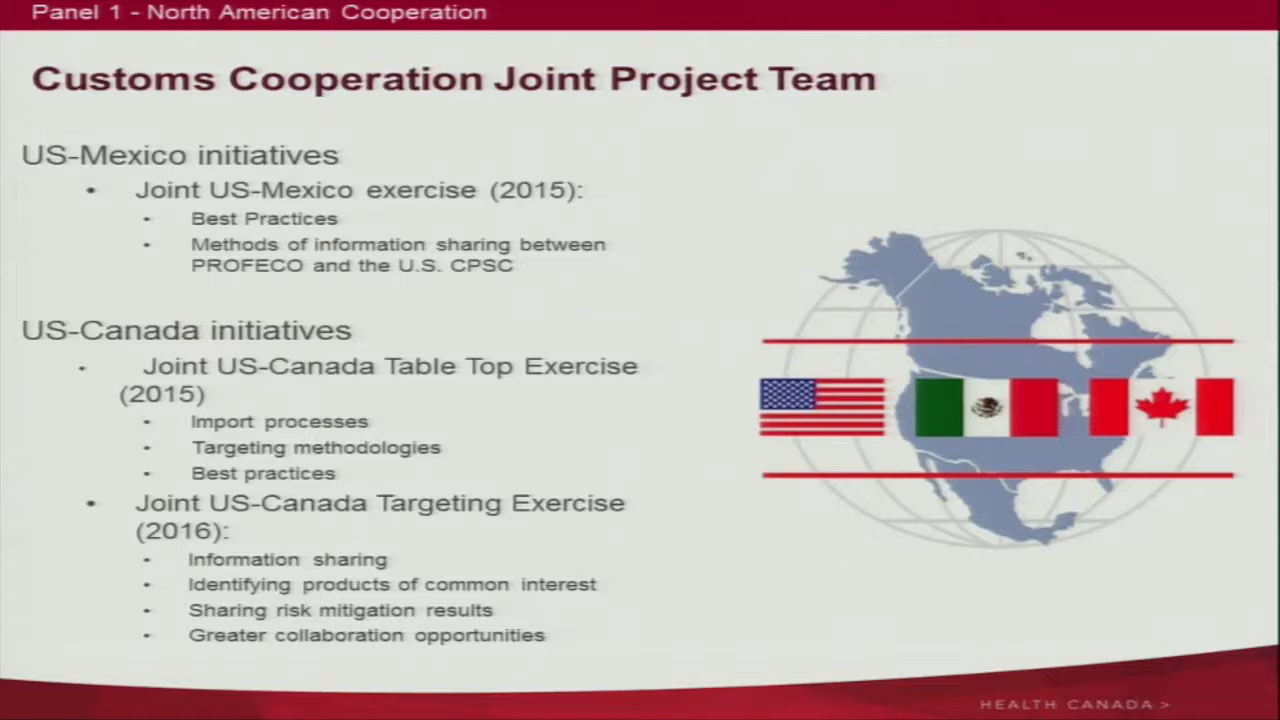 Panel 1 - North American Cooperation
Customs Cooperation Joint Project Team
US-Mexico initiatives
• Joint US-Mexico exercise (2015):
• Best Practices
• Methods of information sharing between
PROFECO and the U.S. CPSC
US-Canada initiatives
• Joint US-Canada Table Top Exercise
(2015)
• Import processes
• Targeting methodologies
• Best practices
• Joint US-Canada Targeting Exercise
(2016):
• Information sharing
• Identifying products of common interest
• Sharing risk mitigation results
• Greater collaboration opportunities
HEALTH CANADA >